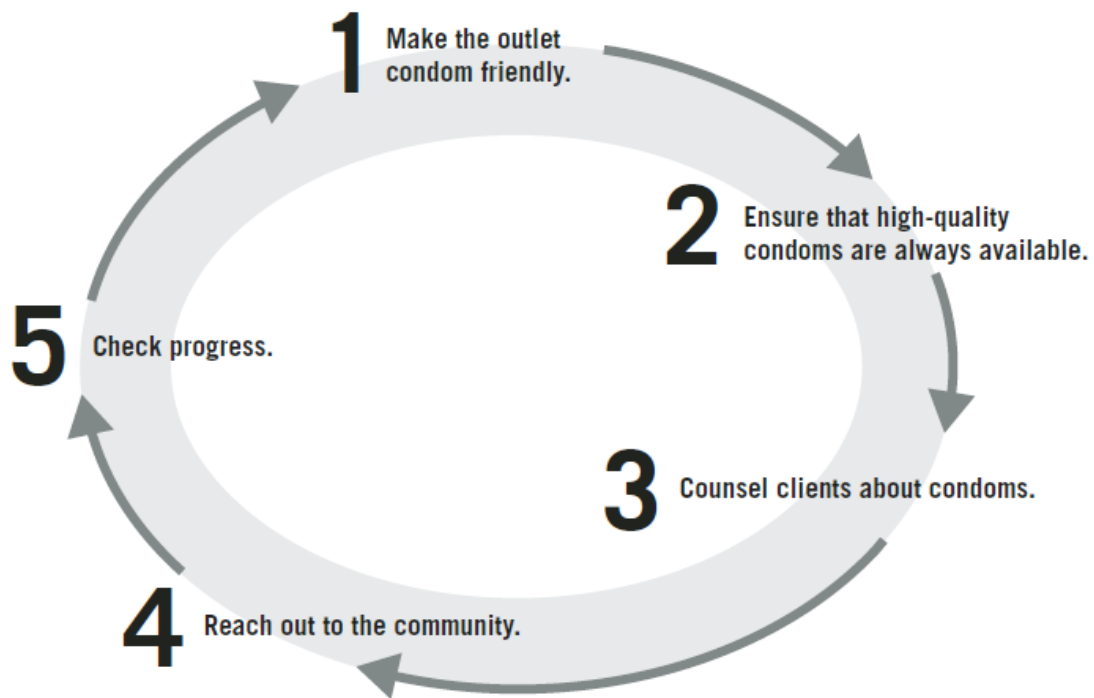 1 Make the outlet
condom friendly.
2 Ensure that high-quality
condoms are always available.
3 Counsel clients about condoms.
4 Reach out to the community.
5 Check progress.